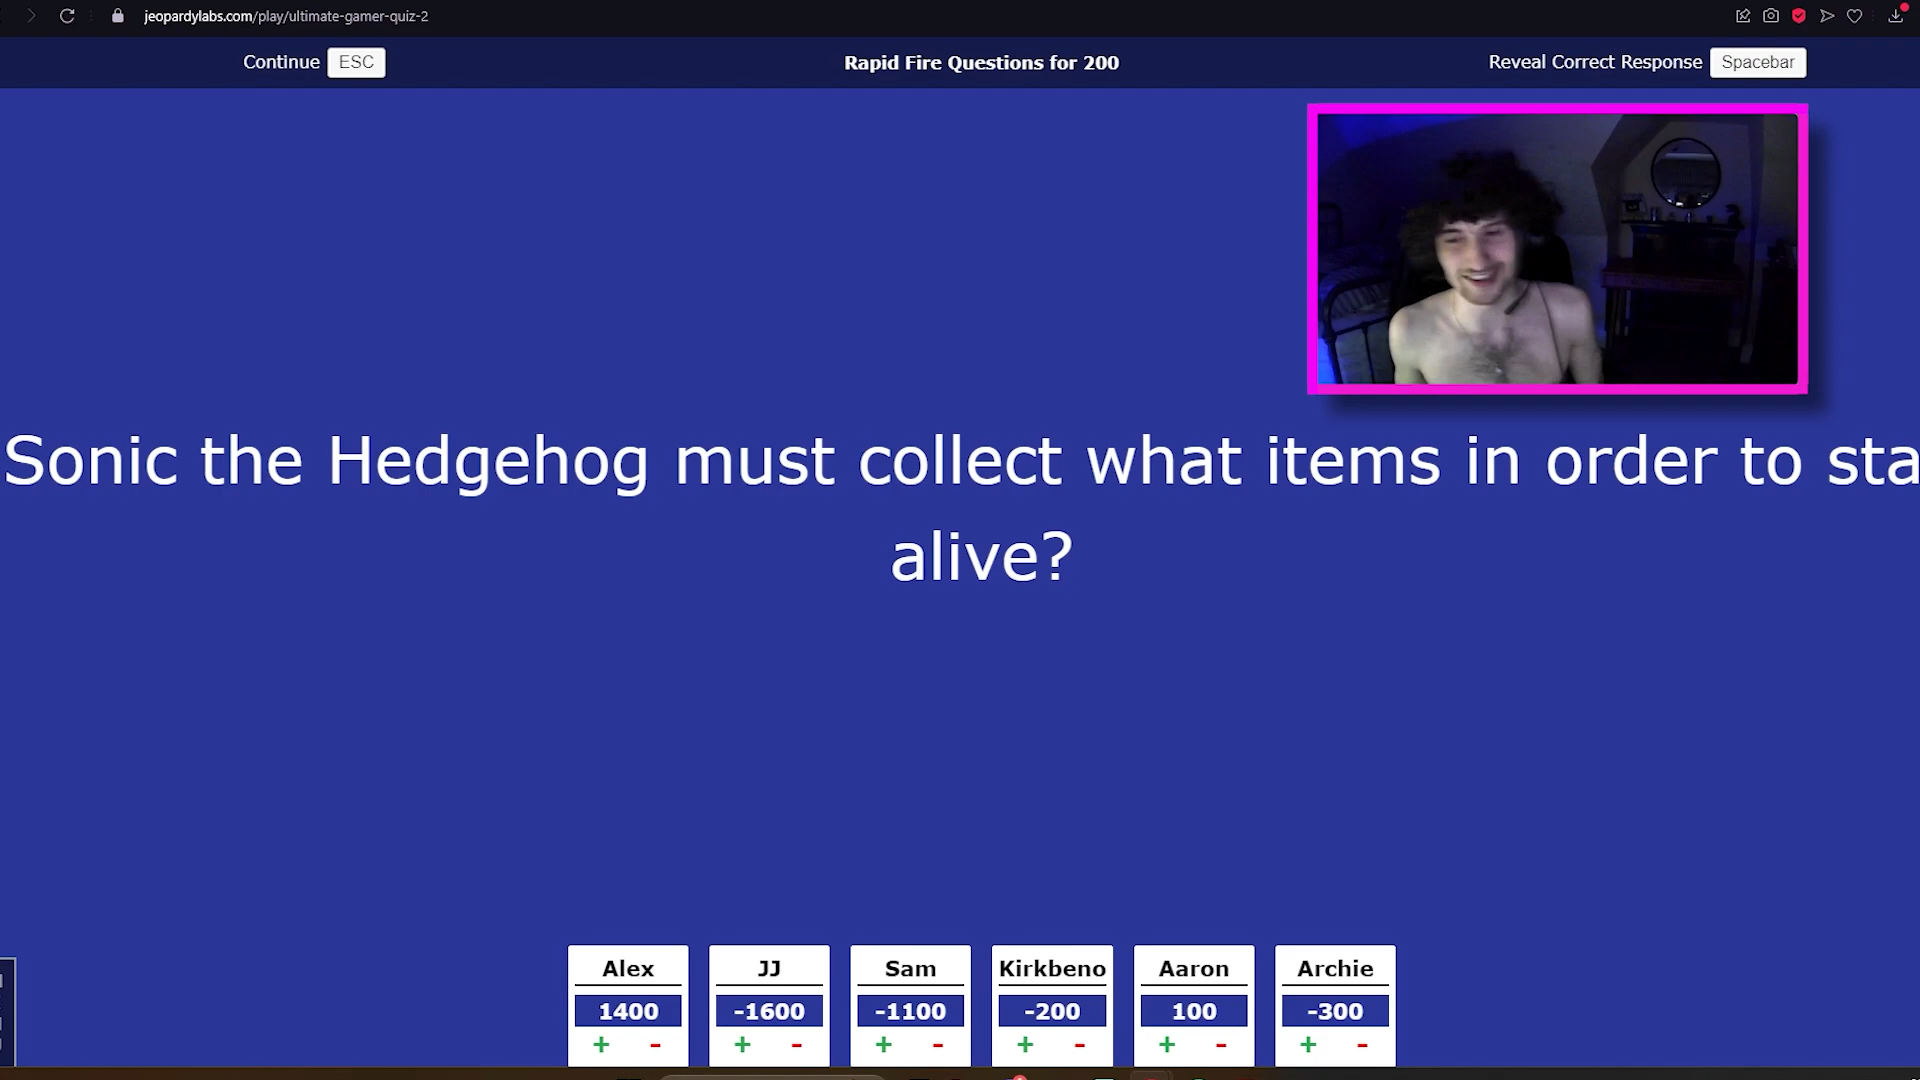 jeopardylabs.com/play/ultimate-gamer-quiz-2
Continue ESC Rapid Fire Questions for 200 Reveal Correct Response Spacebar
Sonic the Hedgehog must collect what items in order to sta
alive?
Alex JJ Sam Kirkbeno Aaron Archie
1400 -1600 -1100 -200 100 -300
+ - + - + - + - + - + -